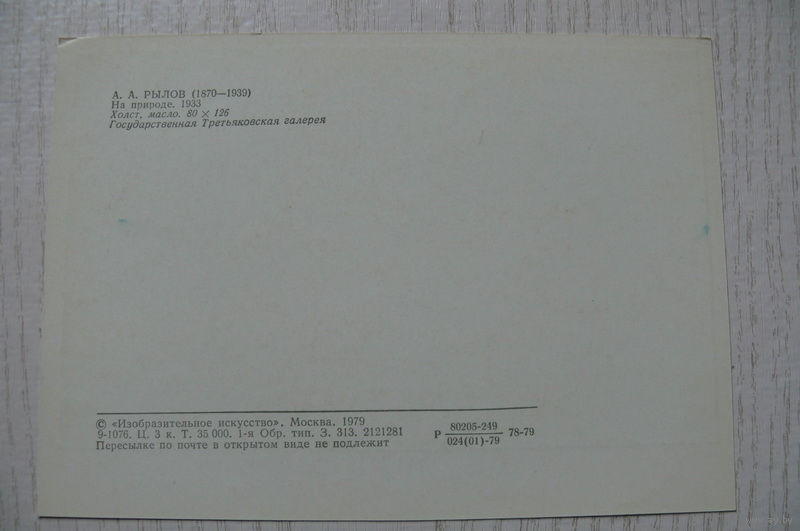 А. А. РЫЛОВ (1870—1939)
На природе. 1933
Холст, масло. 80 × 126
Государственная Третьяковская галерея
© «Изобразительное искусство». Москва. 1979
9-1076. Ц. 3 к. Т. 35 000. 1-я Обр. тип. З. 313. 2121281
Пересылке по почте в открытом виде не подлежит
Р 80205-249 78-79
024(01)-79